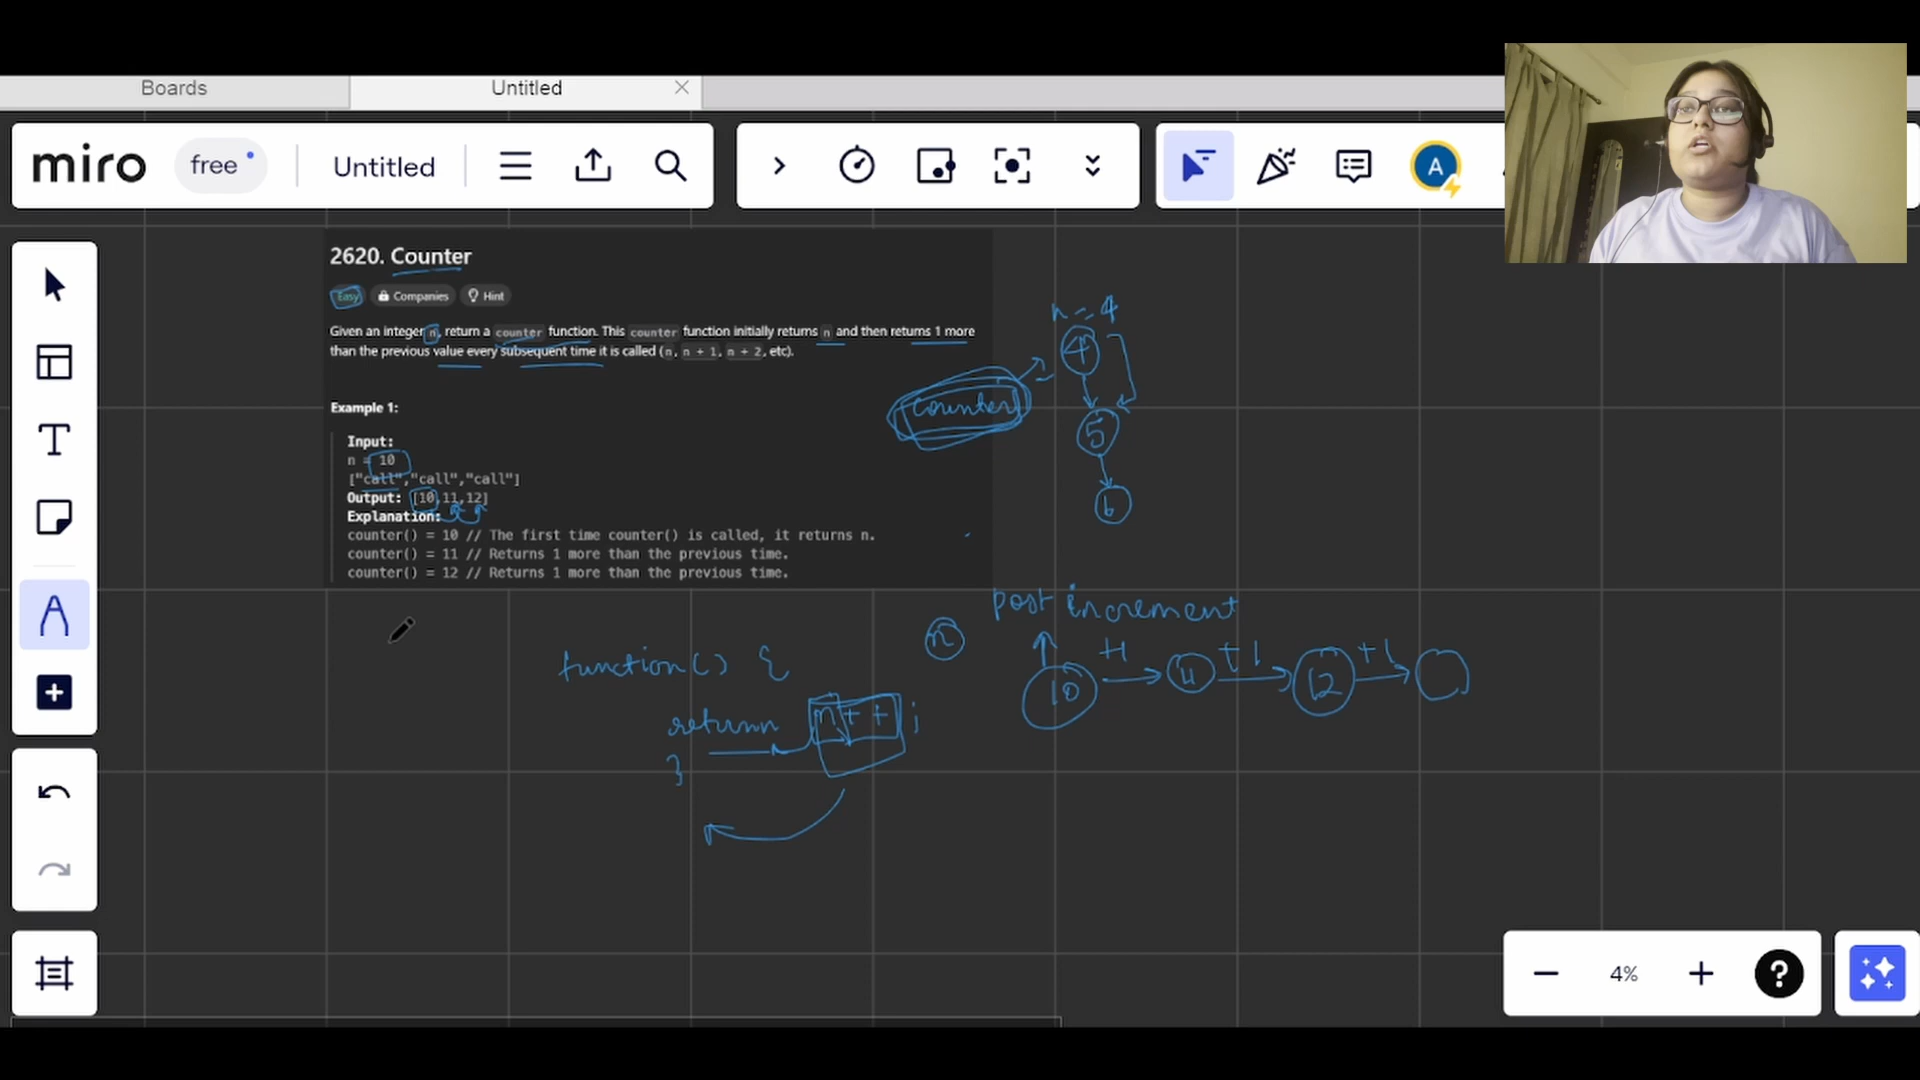 Boards
Untitled
miro
free
Untitled
A
2620. Counter
Easy
Companies
Hint
Given an integer n, return a counter function. This counter function initially returns n and then returns 1 more
than the previous value every subsequent time it is called (n, n + 1, n + 2, etc).
Example 1:
Input:
n = 10
["call","call","call"]
Output: [10,11,12]
Explanation:
counter() = 10 // The first time counter() is called, it returns n.
counter() = 11 // Returns 1 more than the previous time.
counter() = 12 // Returns 1 more than the previous time.
n = 4
4
counter
5
6
post increment
n
function() {
10 +1 11 +1 12 +1
return n++;
}
4%